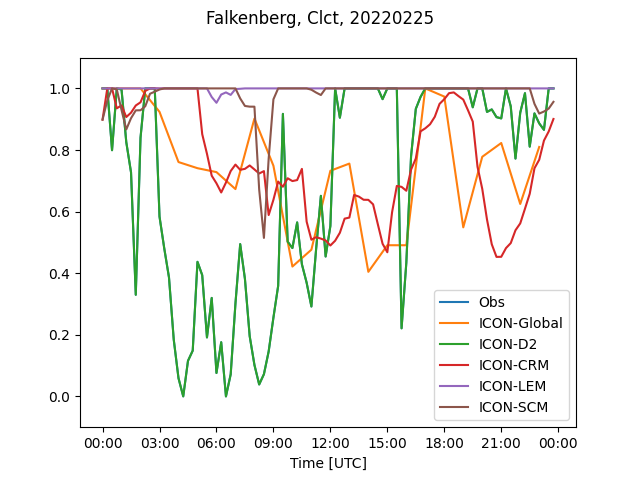 Falkenberg, Clct, 20220225
1.0
0.8
0.6
0.4
0.2
0.0
Obs
ICON-Global
ICON-D2
ICON-CRM
ICON-LEM
ICON-SCM
00:00 03:00 06:00 09:00 12:00 15:00 18:00 21:00 00:00
Time [UTC]